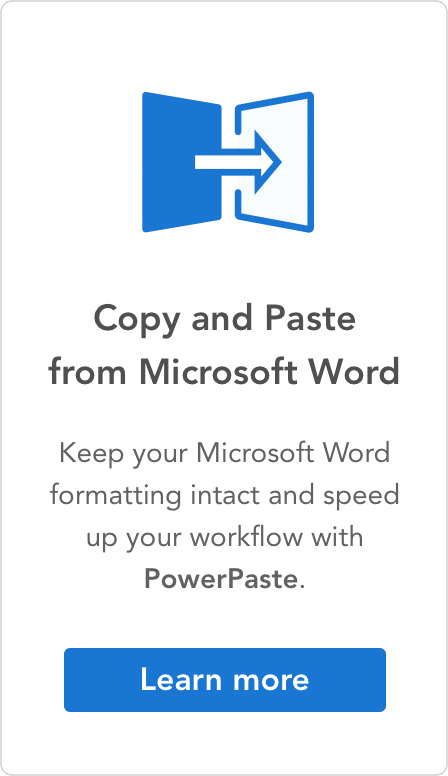 Copy and Paste
from Microsoft Word
Keep your Microsoft Word
formatting intact and speed
up your workflow with
PowerPaste.
Learn more